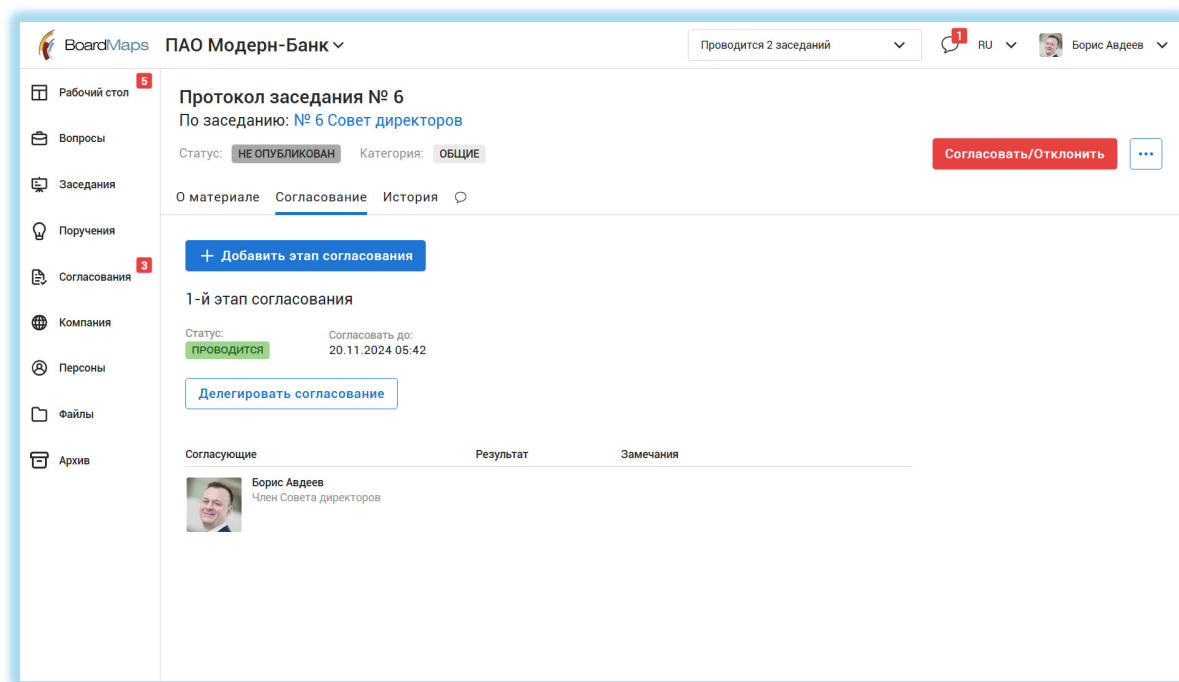 BoardMaps ПАО Модерн-Банк Проводится 2 заседаний 1 RU Борис Авдеев
Рабочий стол 5
Вопросы
Заседания
Поручения
Согласования 3
Компания
Персоны
Файлы
Архив
Протокол заседания № 6
По заседанию: № 6 Совет директоров
Статус: НЕ ОПУБЛИКОВАН Категория: ОБЩИЕ
Согласовать/Отклонить ...
О материале Согласование История
+ Добавить этап согласования
1-й этап согласования
Статус: Согласовать до:
ПРОВОДИТСЯ 20.11.2024 05:42
Делегировать согласование
Согласующие Результат Замечания
Борис Авдеев
Член Совета директоров